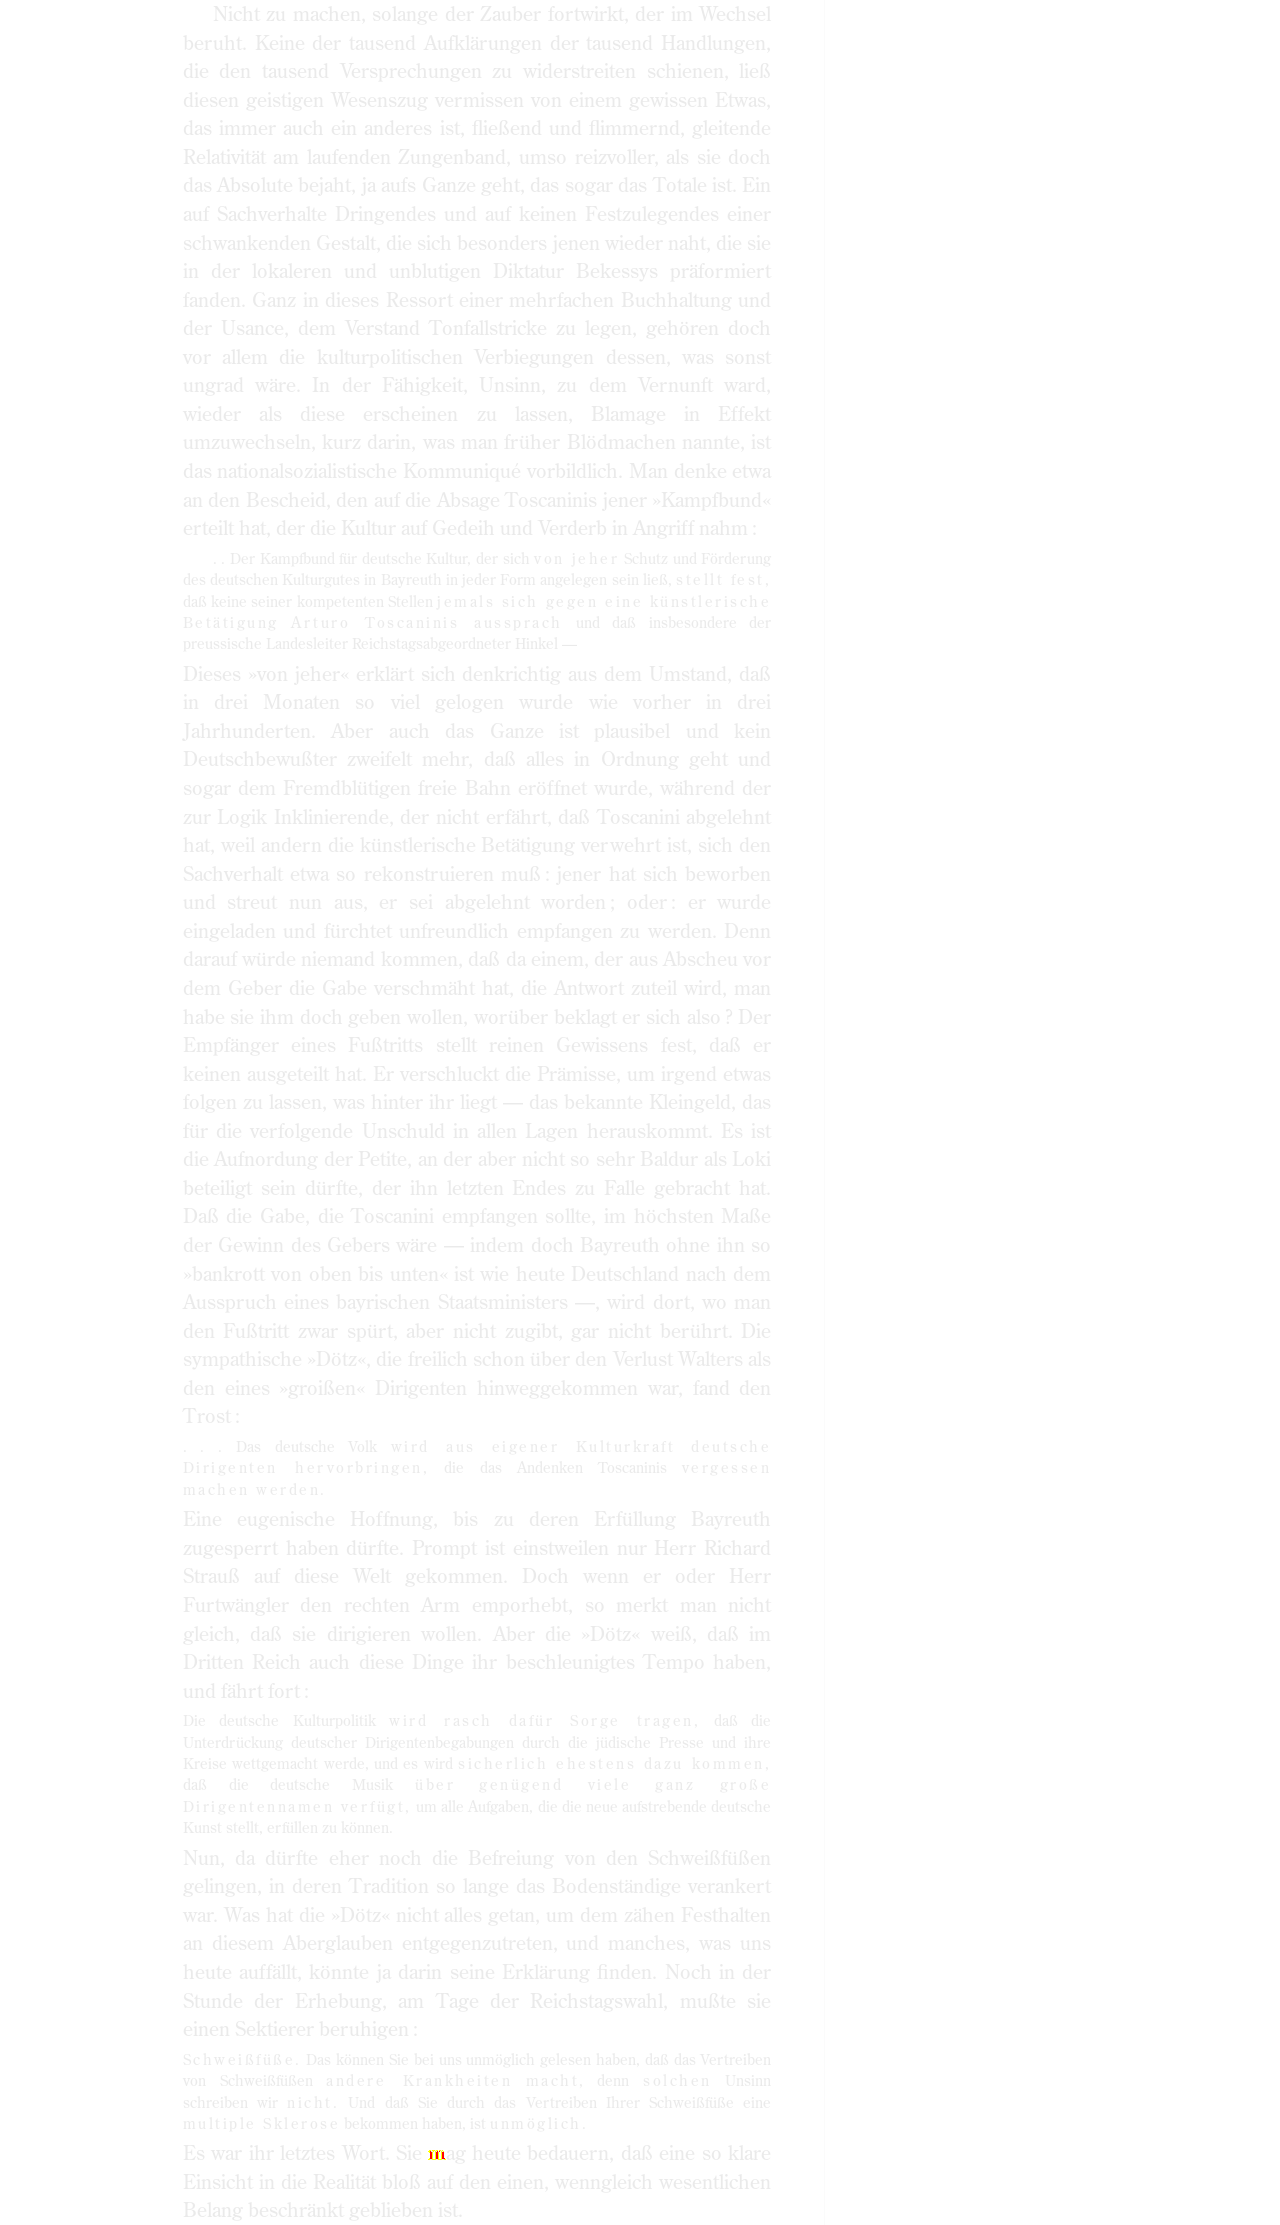 Nicht zu machen, solange der Zauber fortwirkt, der im Wechsel
beruht. Keine der tausend Aufklärungen der tausend Handlungen,
die den tausend Versprechungen zu widerstreiten schienen, ließ
diesen geistigen Wesenszug vermissen von einem gewissen Etwas,
das immer auch ein anderes ist, fließend und flimmernd, gleitende
Relativität am laufenden Zungenband, umso reizvoller, als sie doch
das Absolute bejaht, ja aufs Ganze geht, das sogar das Totale ist. Ein
auf Sachverhalte Dringendes und auf keinen Festzulegendes einer
schwankenden Gestalt, die sich besonders jenen wieder naht, die sie
in der lokaleren und unblutigen Diktatur Bekessys präformiert
fanden. Ganz in dieses Ressort einer mehrfachen Buchhaltung und
der Usance, dem Verstand Tonfallstricke zu legen, gehören doch
vor allem die kulturpolitischen Verbiegungen dessen, was sonst
ungrad wäre. In der Fähigkeit, Unsinn, zu dem Vernunft ward,
wieder als diese erscheinen zu lassen, Blamage in Effekt
umzuwechseln, kurz darin, was man früher Blödmachen nannte, ist
das nationalsozialistische Kommuniqué vorbildlich. Man denke etwa
an den Bescheid, den auf die Absage Toscaninis jener »Kampfbund«
erteilt hat, der die Kultur auf Gedeih und Verderb in Angriff nahm :
. . Der Kampfbund für deutsche Kultur, der sich von jeher Schutz und Förderung
des deutschen Kulturgutes in Bayreuth in jeder Form angelegen sein ließ, stellt fest,
daß keine seiner kompetenten Stellen jemals sich gegen eine künstlerische
Betätigung Arturo Toscaninis aussprach und daß insbesondere der
preussische Landesleiter Reichstagsabgeordneter Hinkel —
Dieses »von jeher« erklärt sich denkrichtig aus dem Umstand, daß
in drei Monaten so viel gelogen wurde wie vorher in drei
Jahrhunderten. Aber auch das Ganze ist plausibel und kein
Deutschbewußter zweifelt mehr, daß alles in Ordnung geht und
sogar dem Fremdblütigen freie Bahn eröffnet wurde, während der
zur Logik Inklinierende, der nicht erfährt, daß Toscanini abgelehnt
hat, weil andern die künstlerische Betätigung verwehrt ist, sich den
Sachverhalt etwa so rekonstruieren muß : jener hat sich beworben
und streut nun aus, er sei abgelehnt worden ; oder : er wurde
eingeladen und fürchtet unfreundlich empfangen zu werden. Denn
darauf würde niemand kommen, daß da einem, der aus Abscheu vor
dem Geber die Gabe verschmäht hat, die Antwort zuteil wird, man
habe sie ihm doch geben wollen, worüber beklagt er sich also ? Der
Empfänger eines Fußtritts stellt reinen Gewissens fest, daß er
keinen ausgeteilt hat. Er verschluckt die Prämisse, um irgend etwas
folgen zu lassen, was hinter ihr liegt — das bekannte Kleingeld, das
für die verfolgende Unschuld in allen Lagen herauskommt. Es ist
die Aufnordung der Petite, an der aber nicht so sehr Baldur als Loki
beteiligt sein dürfte, der ihn letzten Endes zu Falle gebracht hat.
Daß die Gabe, die Toscanini empfangen sollte, im höchsten Maße
der Gewinn des Gebers wäre — indem doch Bayreuth ohne ihn so
»bankrott von oben bis unten« ist wie heute Deutschland nach dem
Ausspruch eines bayrischen Staatsministers —, wird dort, wo man
den Fußtritt zwar spürt, aber nicht zugibt, gar nicht berührt. Die
sympathische »Dötz«, die freilich schon über den Verlust Walters als
den eines »groißen« Dirigenten hinweggekommen war, fand den
Trost :
. . . Das deutsche Volk wird aus eigener Kulturkraft deutsche
Dirigenten hervorbringen, die das Andenken Toscaninis vergessen
machen werden.
Eine eugenische Hoffnung, bis zu deren Erfüllung Bayreuth
zugesperrt haben dürfte. Prompt ist einstweilen nur Herr Richard
Strauß auf diese Welt gekommen. Doch wenn er oder Herr
Furtwängler den rechten Arm emporhebt, so merkt man nicht
gleich, daß sie dirigieren wollen. Aber die »Dötz« weiß, daß im
Dritten Reich auch diese Dinge ihr beschleunigtes Tempo haben,
und fährt fort :
Die deutsche Kulturpolitik wird rasch dafür Sorge tragen, daß die
Unterdrückung deutscher Dirigentenbegabungen durch die jüdische Presse und ihre
Kreise wettgemacht werde, und es wird sicherlich ehestens dazu kommen,
daß die deutsche Musik über genügend viele ganz große
Dirigentennamen verfügt, um alle Aufgaben, die die neue aufstrebende deutsche
Kunst stellt, erfüllen zu können.
Nun, da dürfte eher noch die Befreiung von den Schweißfüßen
gelingen, in deren Tradition so lange das Bodenständige verankert
war. Was hat die »Dötz« nicht alles getan, um dem zähen Festhalten
an diesem Aberglauben entgegenzutreten, und manches, was uns
heute auffällt, könnte ja darin seine Erklärung finden. Noch in der
Stunde der Erhebung, am Tage der Reichstagswahl, mußte sie
einen Sektierer beruhigen :
Schweißfüße. Das können Sie bei uns unmöglich gelesen haben, daß das Vertreiben
von Schweißfüßen andere Krankheiten macht, denn solchen Unsinn
schreiben wir nicht. Und daß Sie durch das Vertreiben Ihrer Schweißfüße eine
multiple Sklerose bekommen haben, ist unmöglich.
Es war ihr letztes Wort. Sie mag heute bedauern, daß eine so klare
Einsicht in die Realität bloß auf den einen, wenngleich wesentlichen
Belang beschränkt geblieben ist.